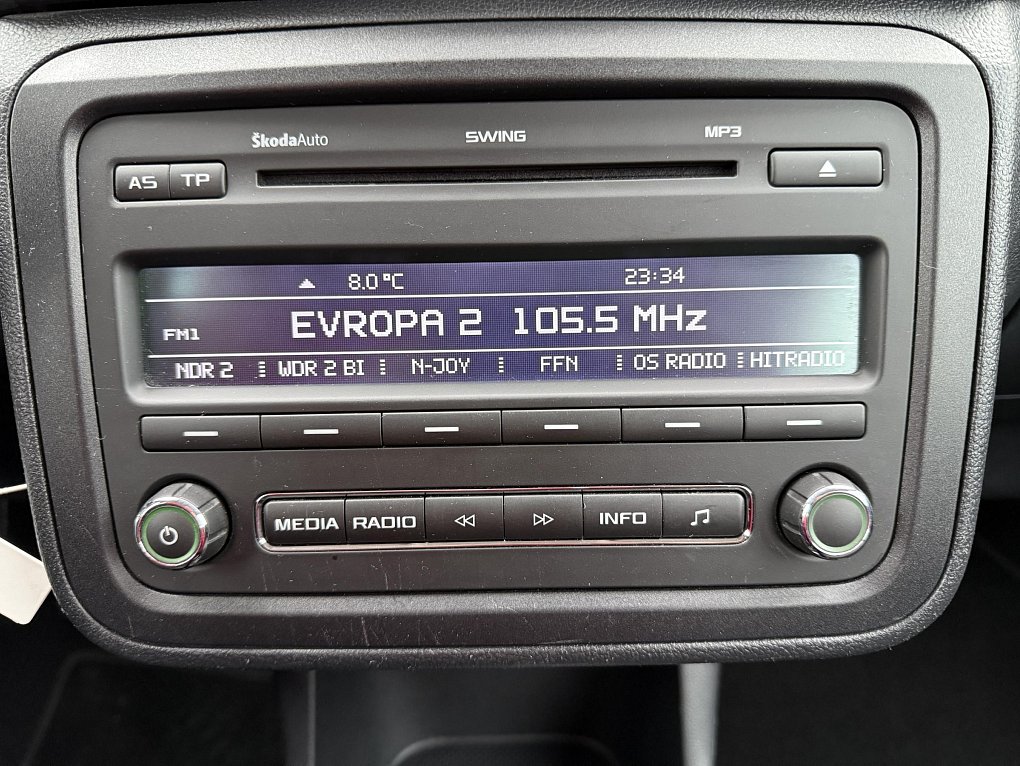 ŠkodaAuto SWING MP3
AS TP
8.0 °C 23:34
FM1 EVROPA 2 105.5 MHz
NDR 2 WDR 2 BI N-JOY FFN OS RADIO HITRADIO
MEDIA RADIO INFO